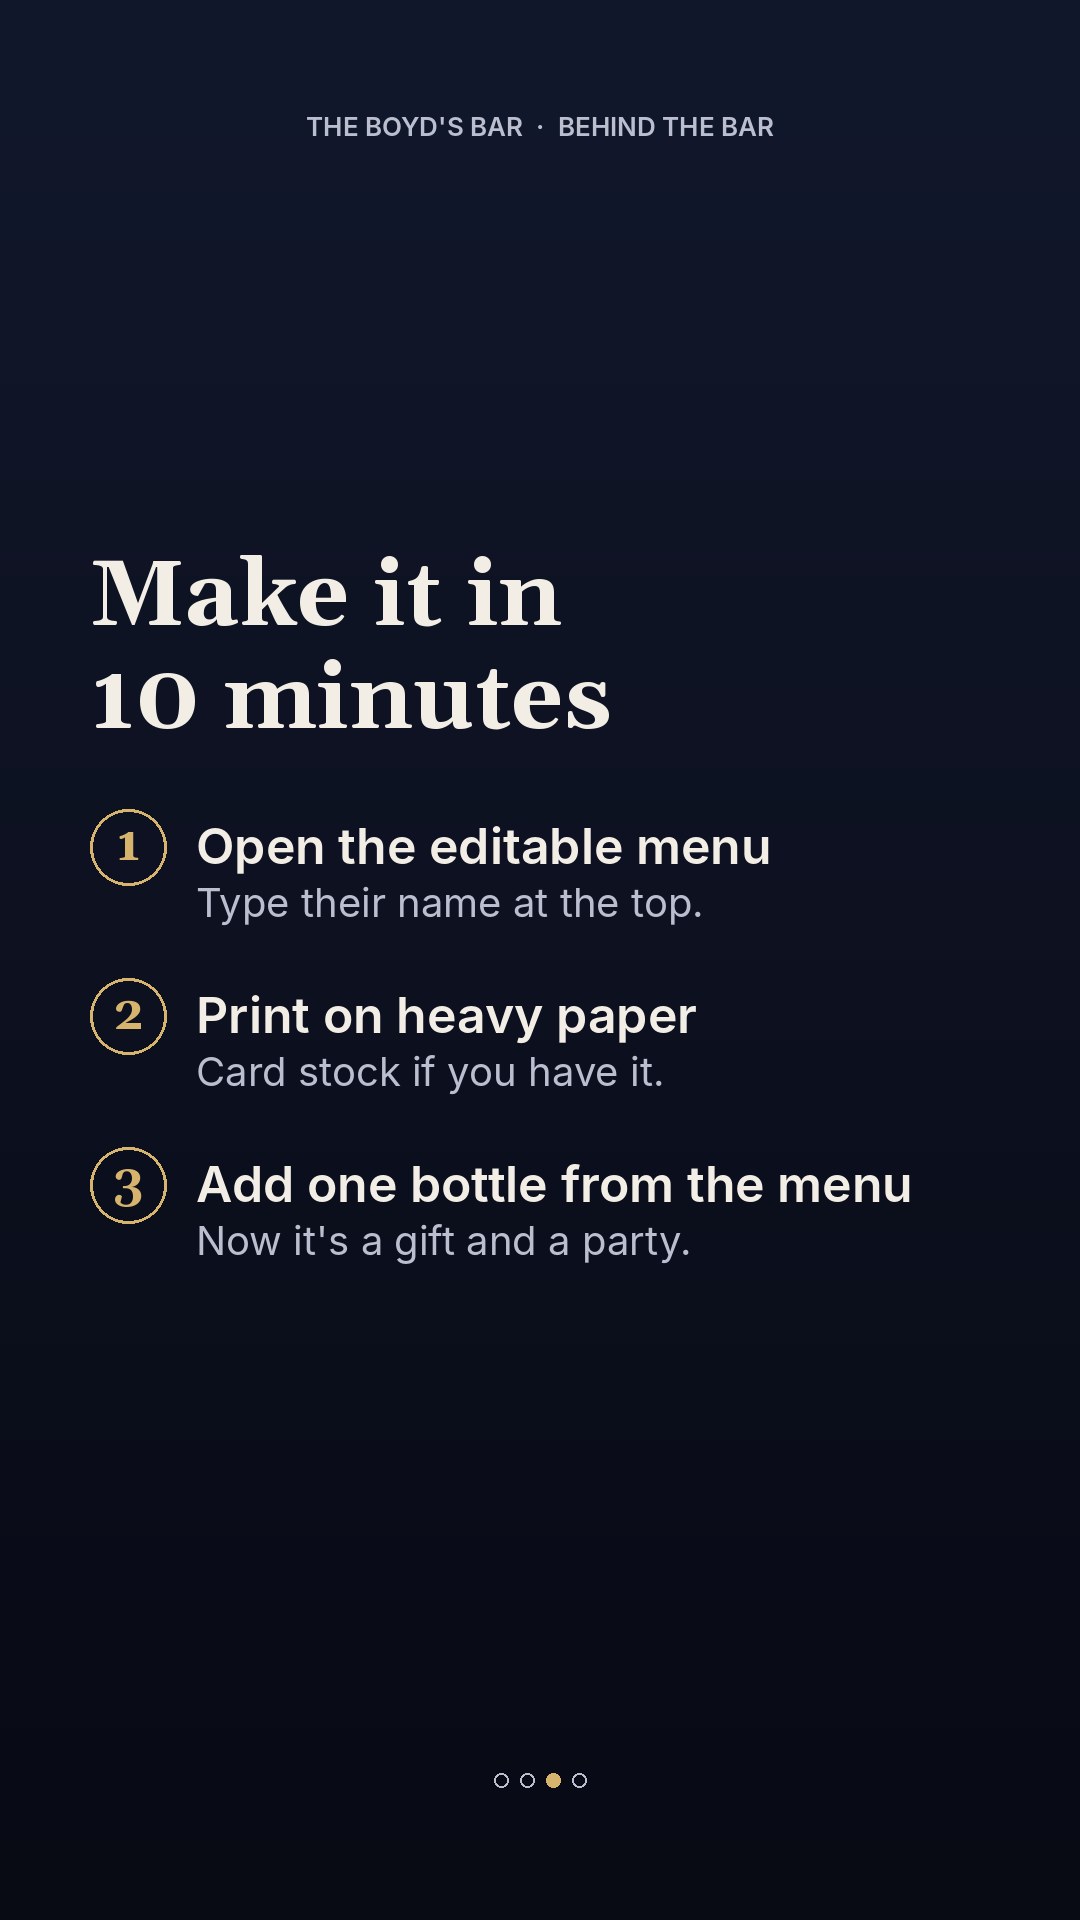 THE BOYD'S BAR · BEHIND THE BAR
Make it in
10 minutes
1 Open the editable menu
Type their name at the top.
2 Print on heavy paper
Card stock if you have it.
3 Add one bottle from the menu
Now it's a gift and a party.